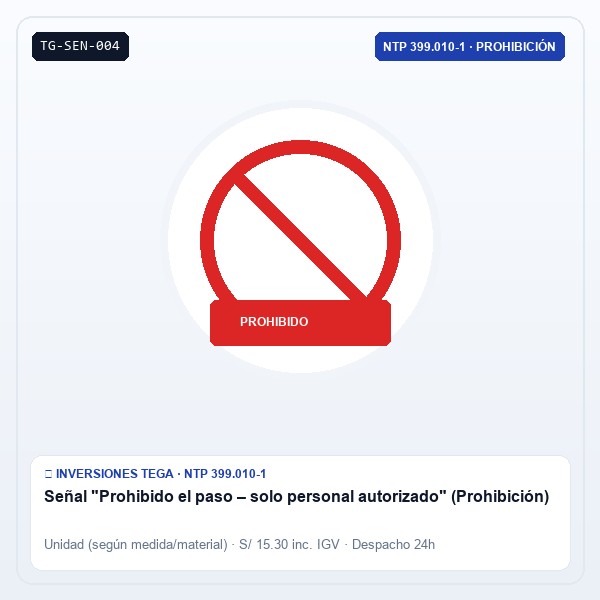 TG-SEN-004
NTP 399.010-1 · PROHIBICIÓN
PROHIBIDO
INVERSIONES TEGA · NTP 399.010-1
Señal "Prohibido el paso – solo personal autorizado" (Prohibición)
Unidad (según medida/material) · S/ 15.30 inc. IGV · Despacho 24h